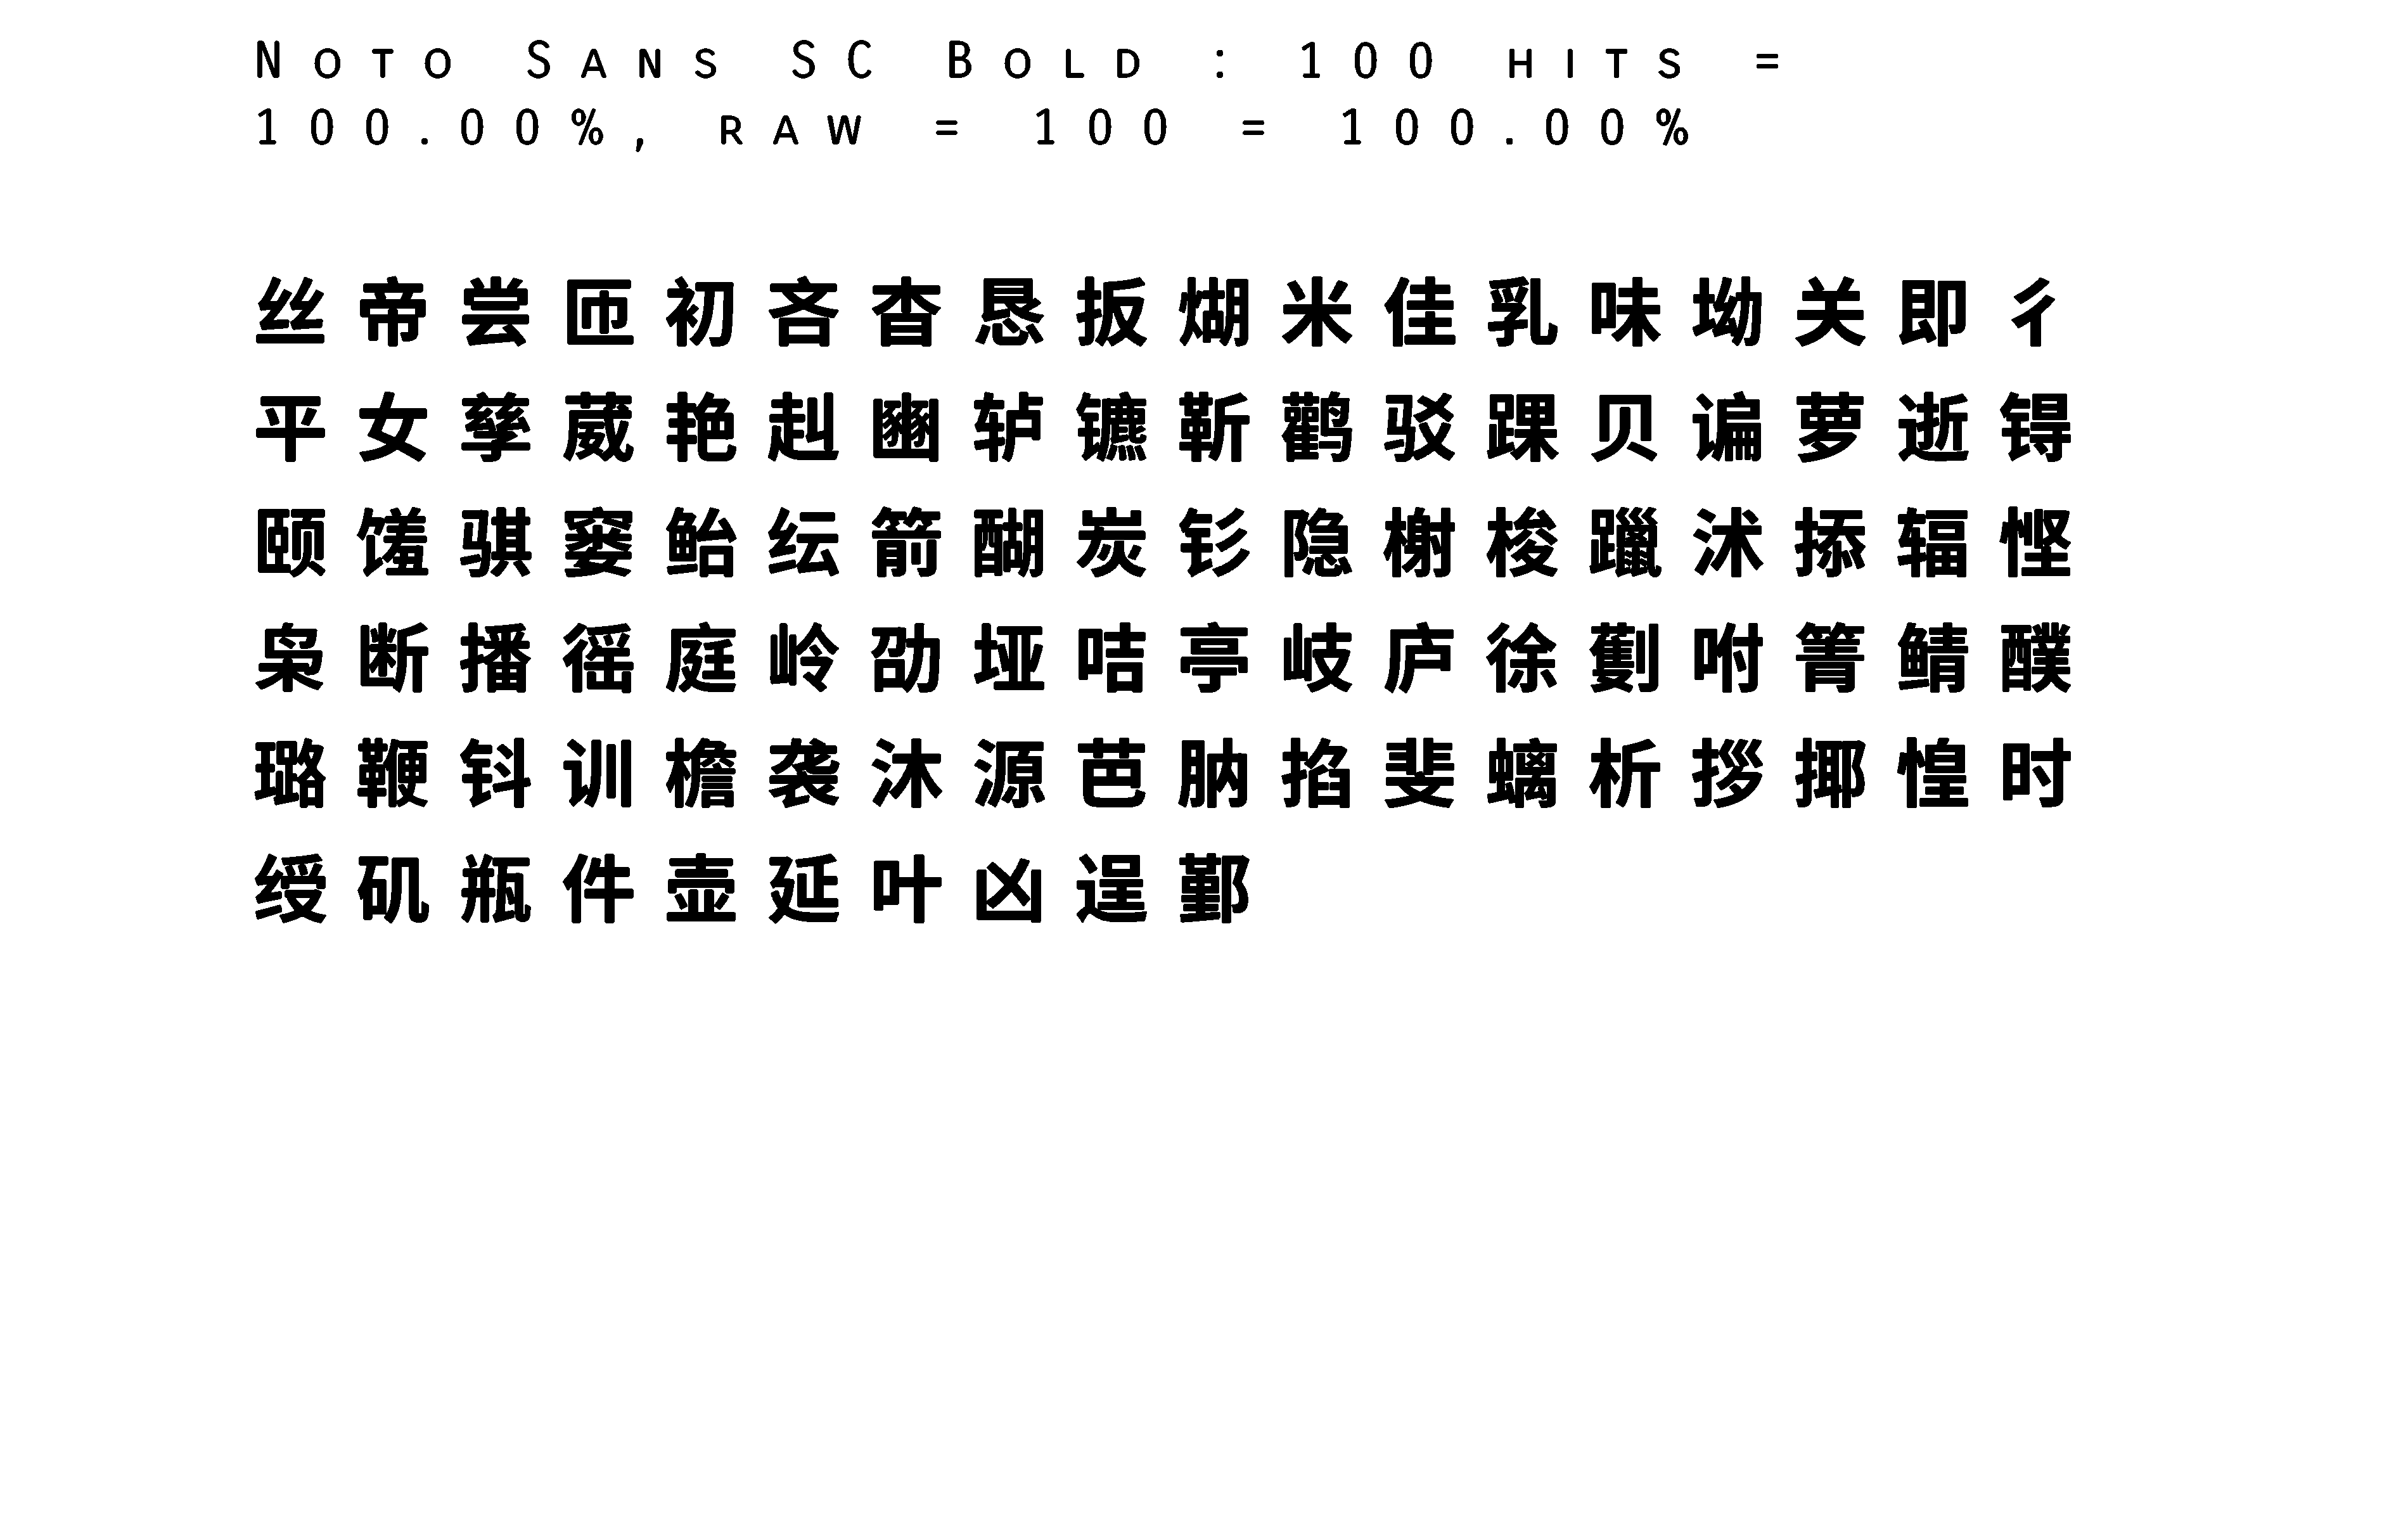 Noto Sans SC Bold : 100 hits =
100.00%, raw = 100 = 100.00%
丝帝尝匝初吝杳恳扳煳米佳乳味坳关即彳
平女孳葳艳赳豳轳镳靳鹳驳踝贝谝萝逝锝
颐馐骐窭鲐纭箭醐炭钐隐榭梭躐沭掭辐悭
枭断播徭庭岭劭垭咭亭岐庐徐劐咐箐鲭醭
璐鞭钭训檐袭沐源芭肭掐斐螭析拶揶惶时
绶矶瓶件壶延叶凶逞鄞